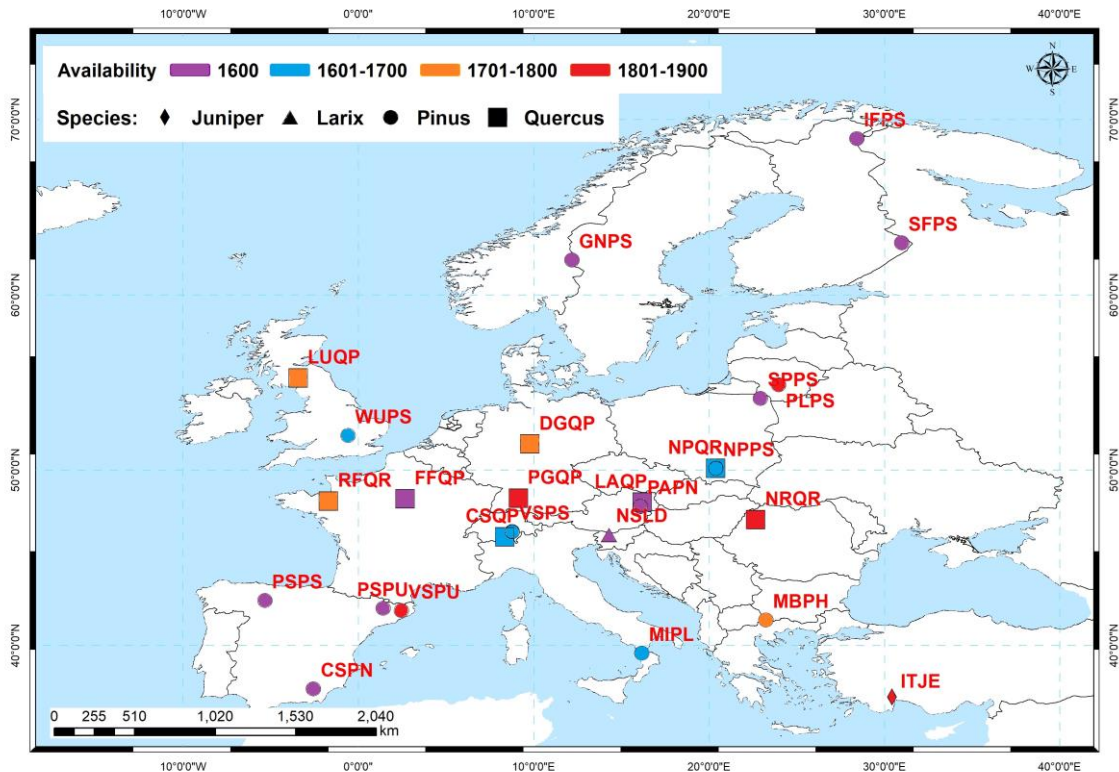 10°0'0"W 0°0'0" 10°0'0"E 20°0'0"E 30°0'0"E 40°0'0"E
Availability 1600 1601-1700 1701-1800 1801-1900
N
W E
S
Species: Juniper Larix Pinus Quercus
70°0'0"N 70°0'0"N
IFPS
SFPS
GNPS
60°0'0"N 60°0'0"N
LUQP
SPPS
PLPS
WUPS
DGQP
NPQR NPPS
50°0'0"N 50°0'0"N
RFQR FFQP PGQP LAQP PAPN
NRQR
CSQP VSPS NSLD
PSPS PSPU VSPU
MBPH
40°0'0"N 40°0'0"N
MIPL
CSPN
ITJE
0 255 510 1,020 1,530 2,040
km
10°0'0"W 0°0'0" 10°0'0"E 20°0'0"E 30°0'0"E 40°0'0"E